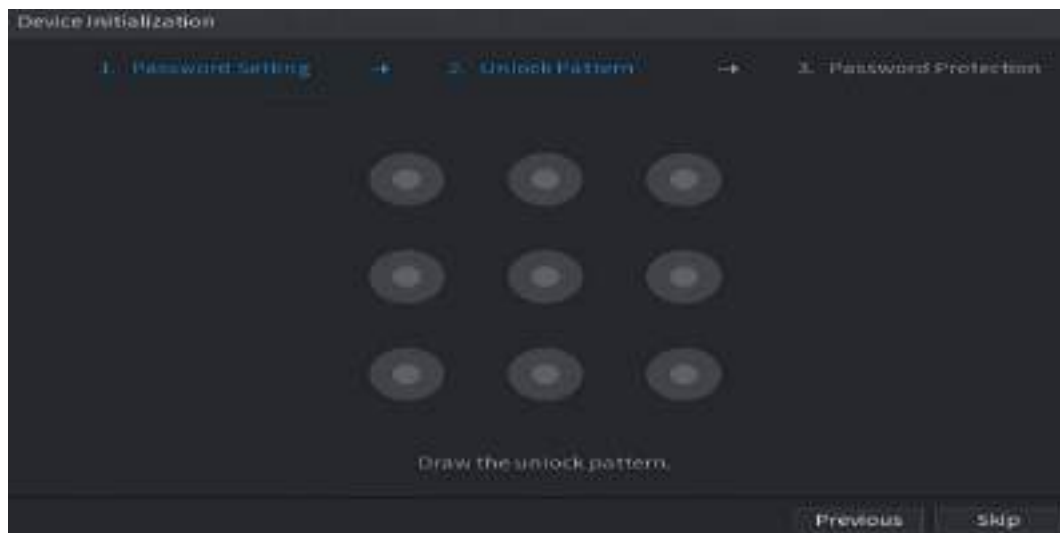 Device Initialization
1. Password Setting → 2. Unlock Pattern → 3. Password Protection
Draw the unlock pattern.
Previous Skip